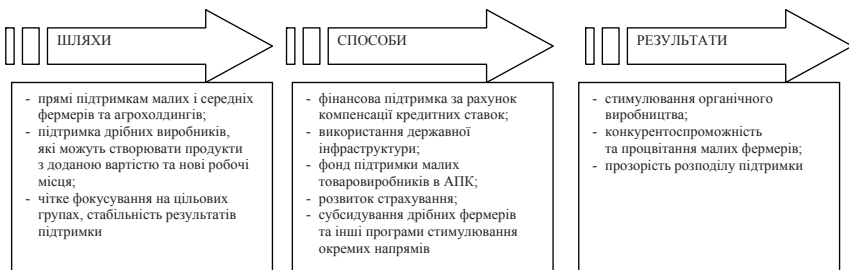 ШЛЯХИ
- прямі підтримкам малих і середніх
фермерів та агрохолдингів;
- підтримка дрібних виробників,
які можуть створювати продукти
з доданою вартістю та нові робочі
місця;
- чітке фокусування на цільових
групах, стабільність результатів
підтримки
СПОСОБИ
- фінансова підтримка за рахунок
компенсації кредитних ставок;
- використання державної
інфраструктури;
- фонд підтримки малих
товаровиробників в АПК;
- розвиток страхування;
- субсидування дрібних фермерів
та інші програми стимулювання
окремих напрямів
РЕЗУЛЬТАТИ
- стимулювання органічного
виробництва;
- конкурентоспроможність
та процвітання малих фермерів;
- прозорість розподілу підтримки